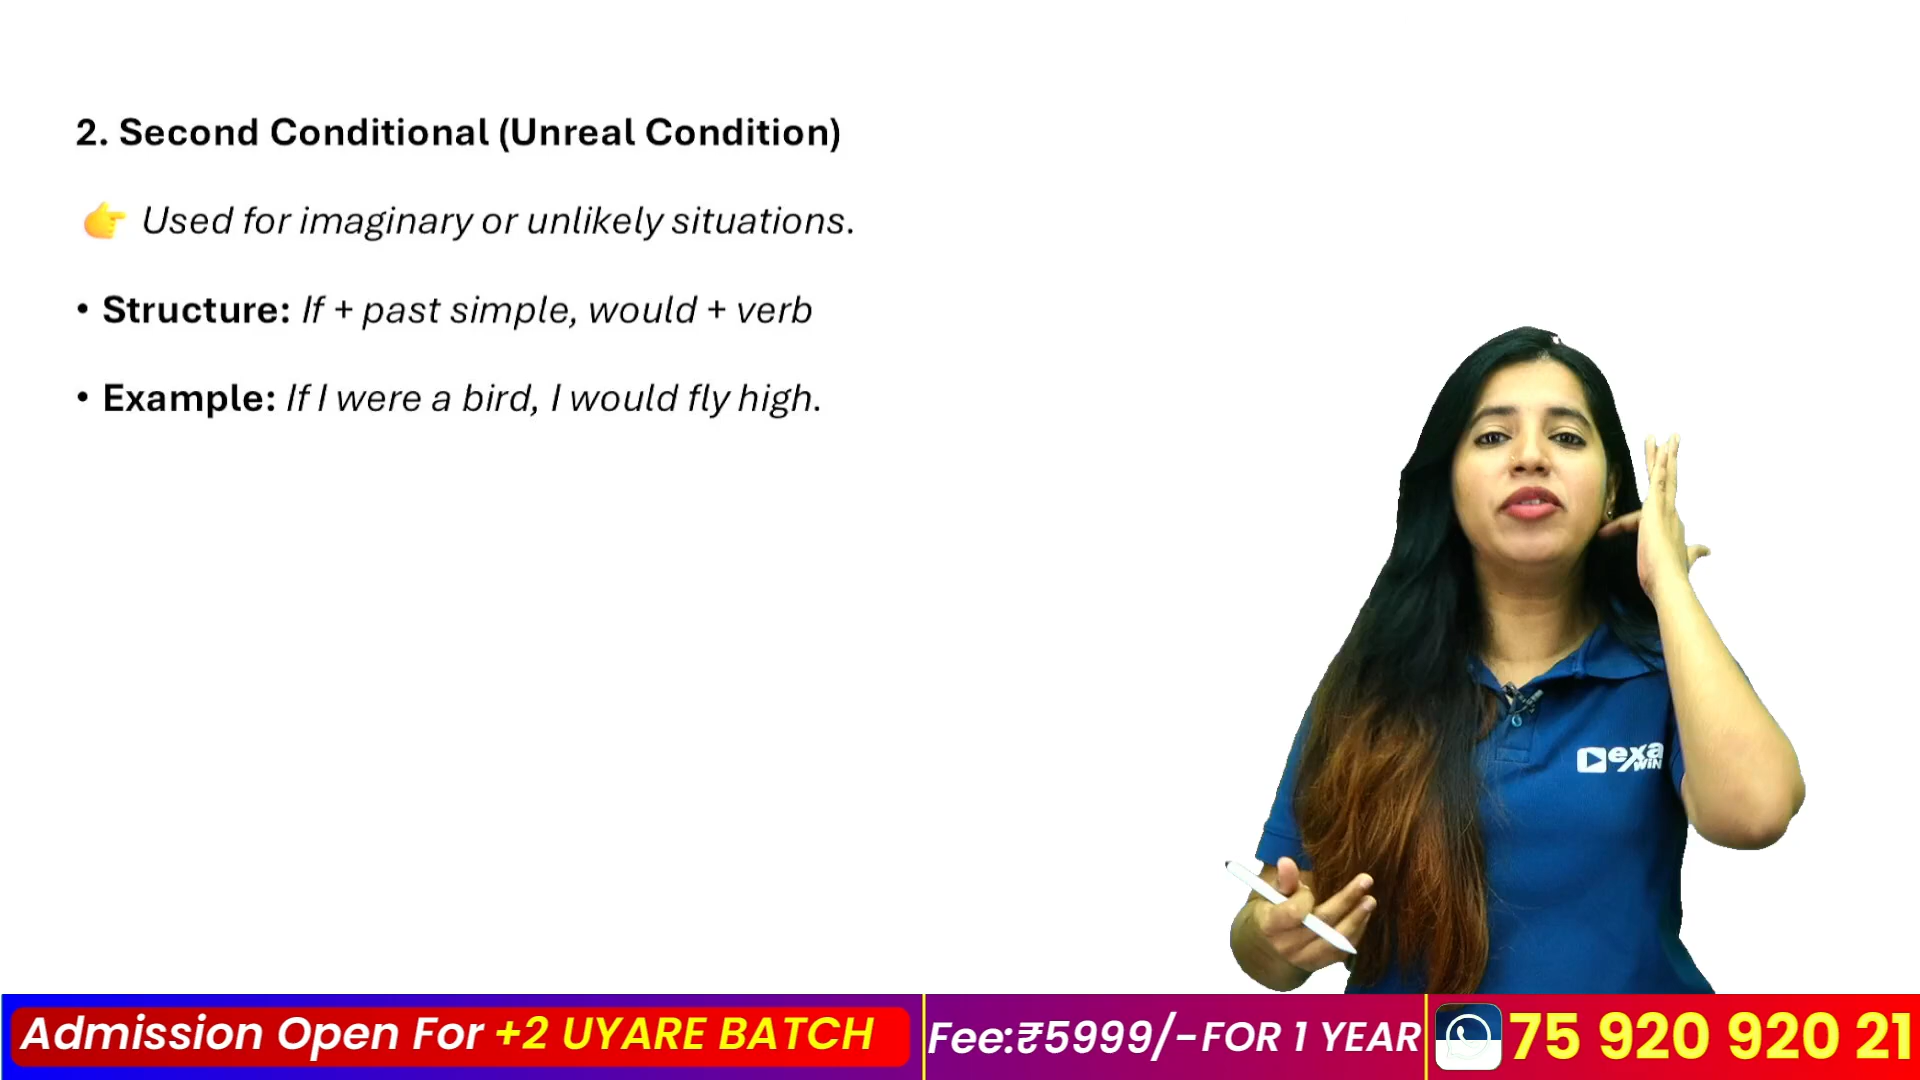 2. Second Conditional (Unreal Condition)
👉 Used for imaginary or unlikely situations.
• Structure: If + past simple, would + verb
• Example: If I were a bird, I would fly high.
exa
WiN
Admission Open For +2 UYARE BATCH
Fee:₹5999/-FOR 1 YEAR
75 920 920 21